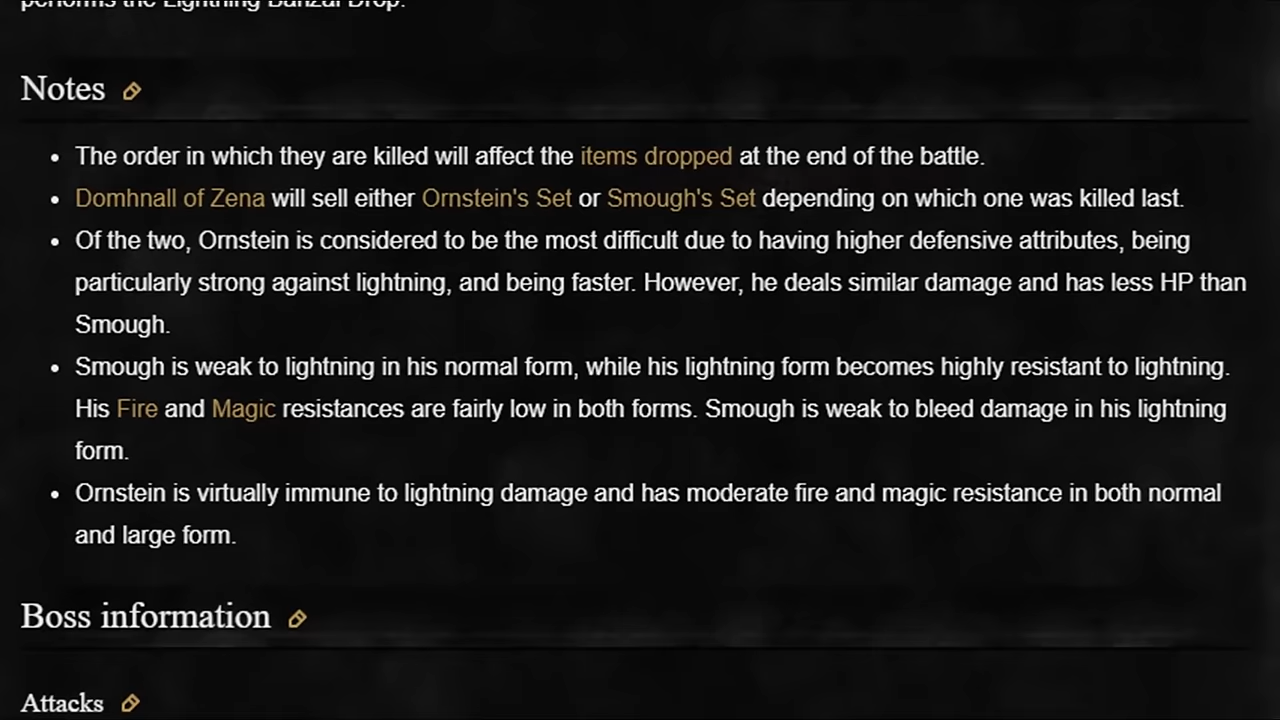 performs the Lightning Banzai Drop.
Notes
The order in which they are killed will affect the items dropped at the end of the battle.
Domhnall of Zena will sell either Ornstein's Set or Smough's Set depending on which one was killed last.
Of the two, Ornstein is considered to be the most difficult due to having higher defensive attributes, being
particularly strong against lightning, and being faster. However, he deals similar damage and has less HP than
Smough.
Smough is weak to lightning in his normal form, while his lightning form becomes highly resistant to lightning.
His Fire and Magic resistances are fairly low in both forms. Smough is weak to bleed damage in his lightning
form.
Ornstein is virtually immune to lightning damage and has moderate fire and magic resistance in both normal
and large form.
Boss information
Attacks